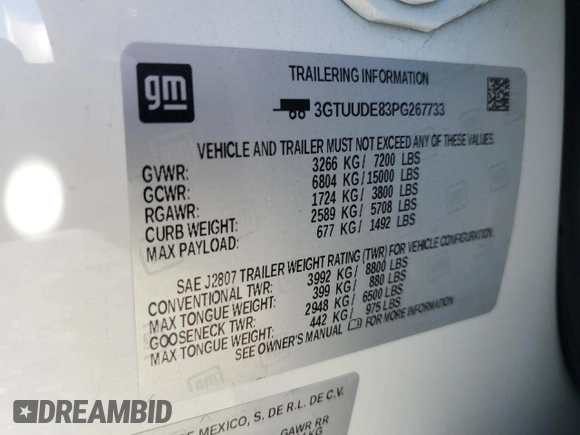 gm
TRAILERING INFORMATION
3GTUUDE83PG267733
VEHICLE AND TRAILER MUST NOT EXCEED ANY OF THESE VALUES.
GVWR: 3266 KG/ 7200 LBS
GCWR: 6804 KG/ 15000 LBS
RGAWR: 1724 KG/ 3800 LBS
CURB WEIGHT: 2589 KG/ 5708 LBS
MAX PAYLOAD: 677 KG/ 1492 LBS
SAE J2807 TRAILER WEIGHT RATING (TWR) FOR VEHICLE CONFIGURATION.
CONVENTIONAL TWR: 3992 KG/ 8800 LBS
MAX TONGUE WEIGHT: 399 KG/ 880 LBS
GOOSENECK TWR: 2948 KG/ 6500 LBS
MAX TONGUE WEIGHT: 442 KG/ 975 LBS
SEE OWNER'S MANUAL FOR MORE INFORMATION
DE MEXICO, S. DE R.L. DE C.V.
GAWR RR
KG
DREAMBID